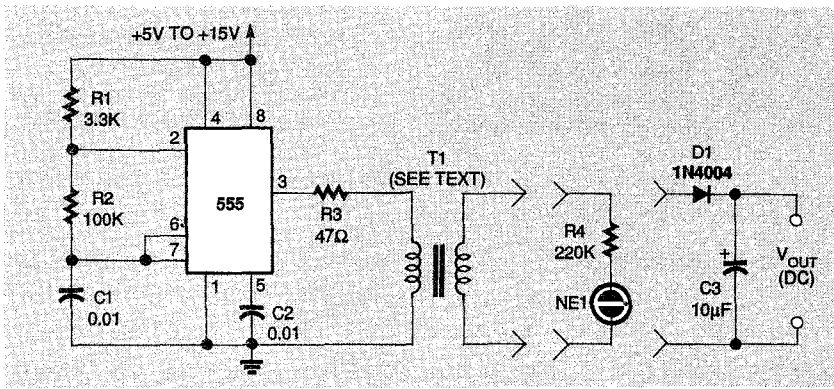 +5V TO +15V
R1
3.3K
4
8
2
R2
100K
555
3
R3
47Ω
6
7
1
5
C1
0.01
C2
0.01
T1
(SEE TEXT)
R4
220K
NE1
D1
1N4004
+
C3
10µF
VOUT
(DC)